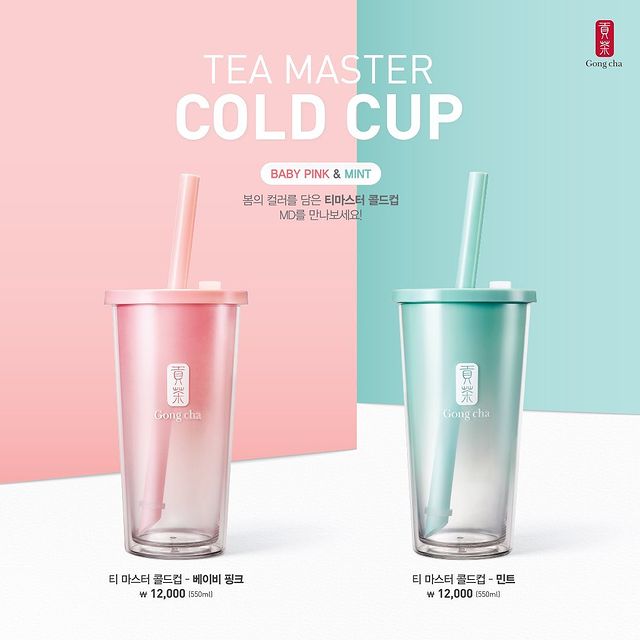 貢茶
Gong cha
TEA MASTER
COLD CUP
BABY PINK & MINT
봄의 컬러를 담은 티마스터 콜드컵
MD를 만나보세요!
貢茶
Gong cha
貢茶
Gong cha
티 마스터 콜드컵 - 베이비 핑크
₩ 12,000 (550ml)
티 마스터 콜드컵 - 민트
₩ 12,000 (550ml)